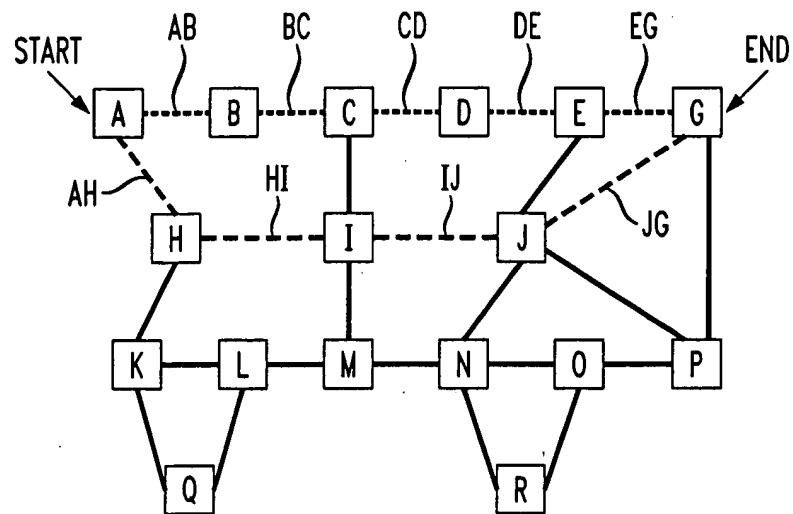 AB BC CD DE EG
START END
A B C D E G
AH HI IJ JG
H I J
K L M N O P
Q R